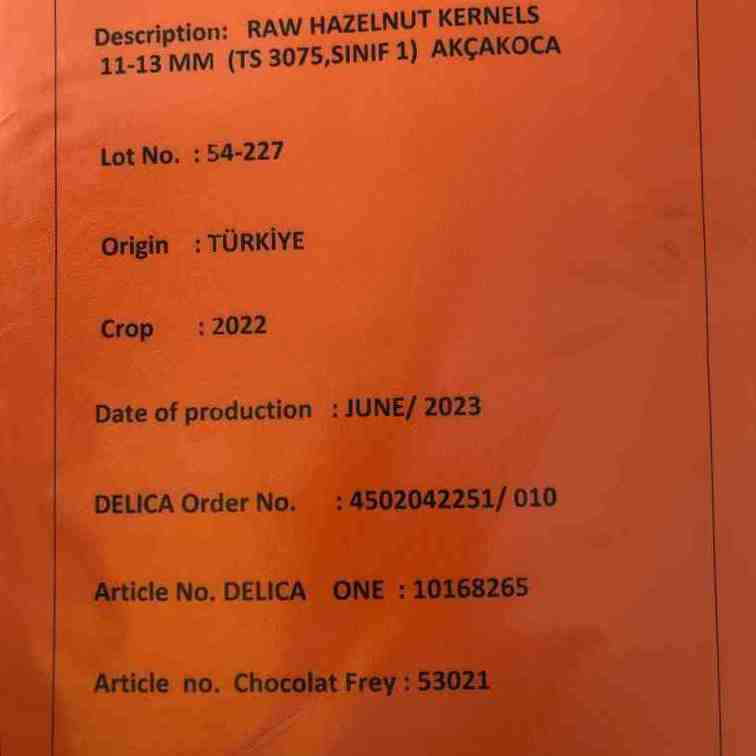 Description: RAW HAZELNUT KERNELS
11-13 MM (TS 3075,SINIF 1) AKÇAKOCA
Lot No. : 54-227
Origin : TÜRKİYE
Crop : 2022
Date of production : JUNE/ 2023
DELICA Order No. : 4502042251/ 010
Article No. DELICA ONE : 10168265
Article no. Chocolat Frey : 53021